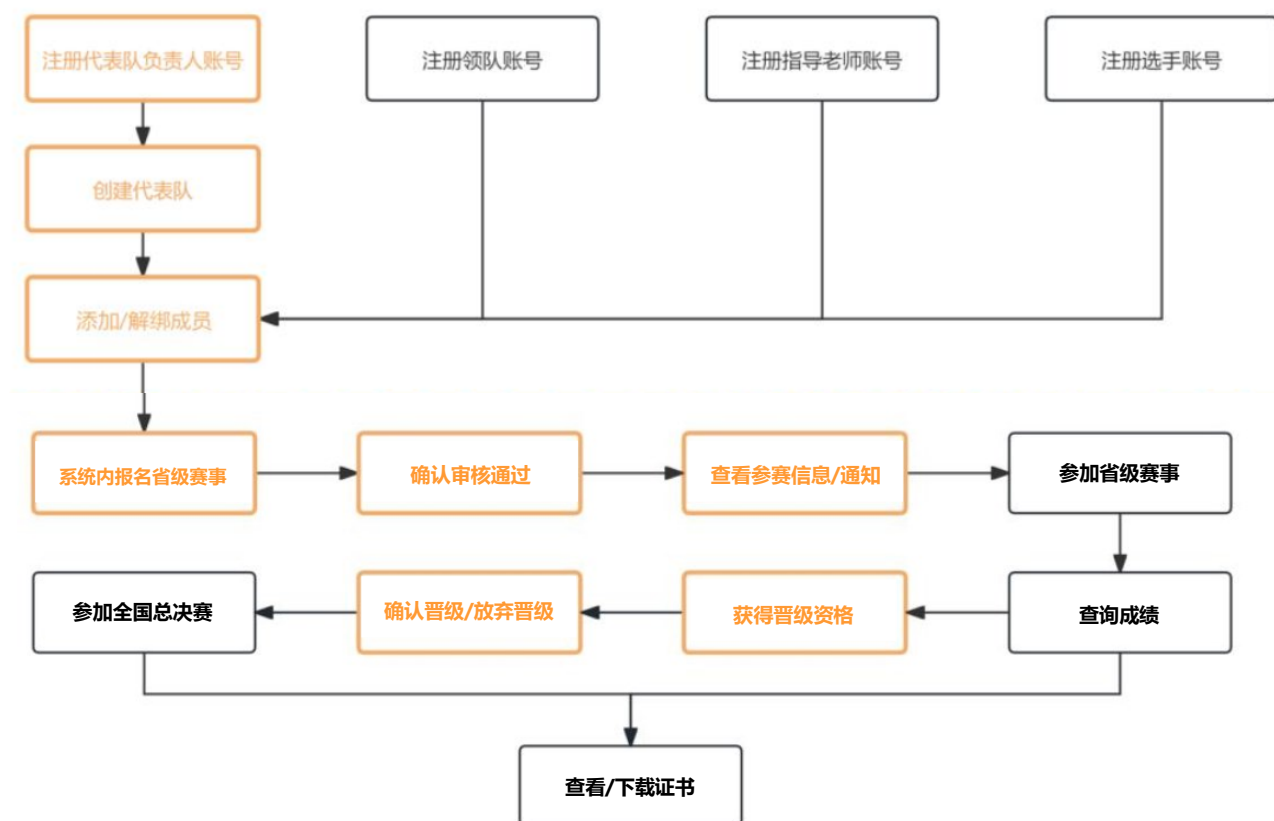 注册代表队负责人账号
注册领队账号
注册指导老师账号
注册选手账号
创建代表队
添加/解绑成员
系统内报名省级赛事
确认审核通过
查看参赛信息/通知
参加省级赛事
参加全国总决赛
确认晋级/放弃晋级
获得晋级资格
查询成绩
查看/下载证书